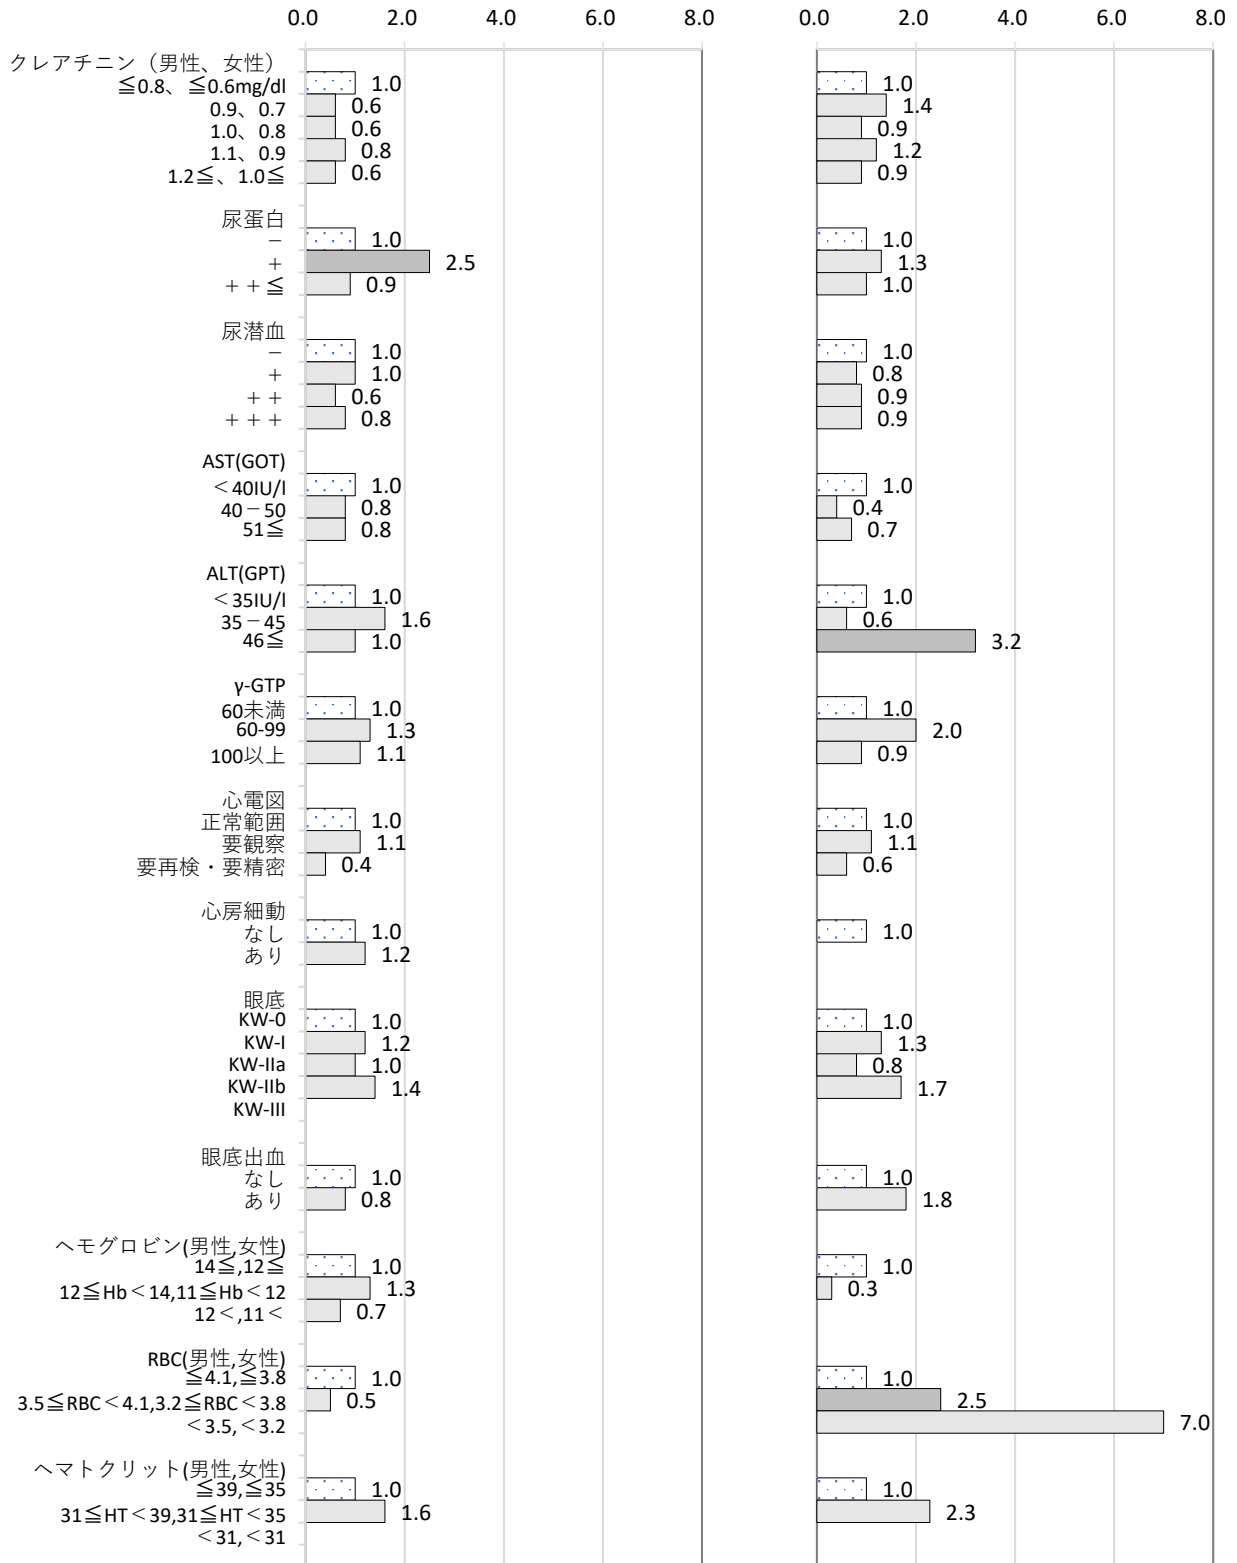 0.0 2.0 4.0 6.0 8.0 0.0 2.0 4.0 6.0 8.0
クレアチニン（男性、女性）
≦0.8、≦0.6mg/dl 1.0 1.0
0.9、0.7 0.6 1.4
1.0、0.8 0.6 0.9
1.1、0.9 0.8 1.2
1.2≦、1.0≦ 0.6 0.9
尿蛋白
－ 1.0 1.0
＋ 2.5 1.3
＋＋≦ 0.9 1.0
尿潜血
－ 1.0 1.0
＋ 1.0 0.8
＋＋ 0.6 0.9
＋＋＋ 0.8 0.9
AST(GOT)
＜40IU/l 1.0 1.0
40－50 0.8 0.4
51≦ 0.8 0.7
ALT(GPT)
＜35IU/l 1.0 1.0
35－45 1.6 0.6
46≦ 1.0 3.2
γ-GTP
60未満 1.0 1.0
60-99 1.3 2.0
100以上 1.1 0.9
心電図
正常範囲 1.0 1.0
要観察 1.1 1.1
要再検・要精密 0.4 0.6
心房細動
なし 1.0 1.0
あり 1.2
眼底
KW-0 1.0 1.0
KW-I 1.2 1.3
KW-IIa 1.0 0.8
KW-IIb 1.4 1.7
KW-III
眼底出血
なし 1.0 1.0
あり 0.8 1.8
ヘモグロビン(男性,女性)
14≦,12≦ 1.0 1.0
12≦Hb＜14,11≦Hb＜12 1.3 0.3
12＜,11＜ 0.7
RBC(男性,女性)
≦4.1,≦3.8 1.0 1.0
3.5≦RBC＜4.1,3.2≦RBC＜3.8 0.5 2.5
＜3.5,＜3.2 7.0
ヘマトクリット(男性,女性)
≦39,≦35 1.0 1.0
31≦HT＜39,31≦HT＜35 1.6 2.3
＜31,＜31